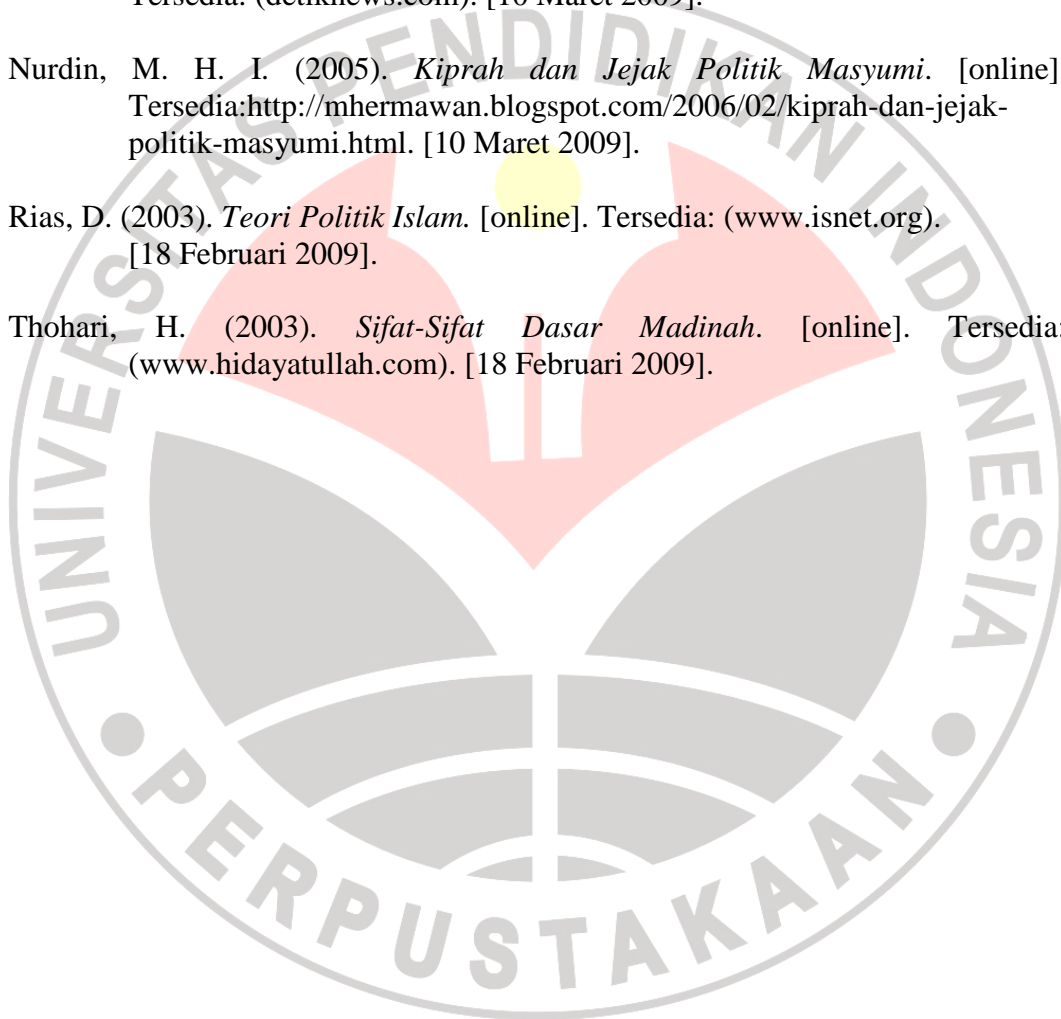 Tersedia: (detiknews.com). [10 Maret 2009].
Nurdin, M. H. I. (2005). Kiprah dan Jejak Politik Masyumi. [online]
Tersedia:http://mhermawan.blogspot.com/2006/02/kiprah-dan-jejak-
politik-masyumi.html. [10 Maret 2009].
Rias, D. (2003). Teori Politik Islam. [online]. Tersedia: (www.isnet.org).
[18 Februari 2009].
Thohari, H. (2003). Sifat-Sifat Dasar Madinah. [online]. Tersedia:
(www.hidayatullah.com). [18 Februari 2009].
UNIVERSITAS PENDIDIKAN INDONESIA
PERPUSTAKAAN